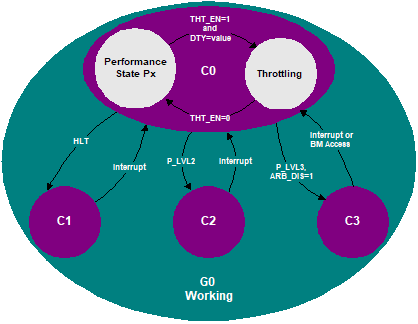 THT_EN=1
and
DTY=value
Performance
State Px
C0
Throttling
THT_EN=0
HLT
Interrupt
P_LVL2
Interrupt
P_LVL3,
ARB_DIS=1
Interrupt or
BM Access
C1
C2
C3
G0
Working